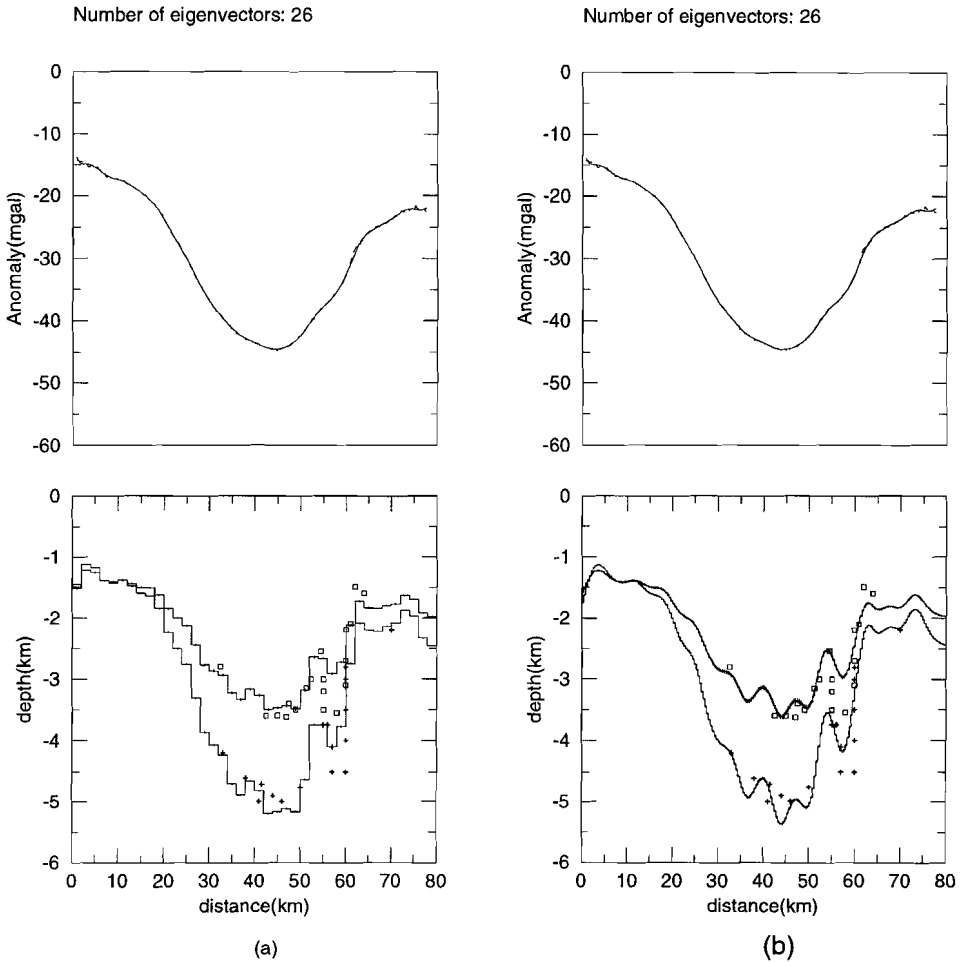 Number of eigenvectors: 26
0
-10
-20
-30
-40
-50
-60
Anomaly(mgal)
0
-1
-2
-3
-4
-5
-6
depth(km)
0 10 20 30 40 50 60 70 80
distance(km)
(a)
Number of eigenvectors: 26
0
-10
-20
-30
-40
-50
-60
Anomaly(mgal)
0
-1
-2
-3
-4
-5
-6
depth(km)
0 10 20 30 40 50 60 70 80
distance(km)
(b)